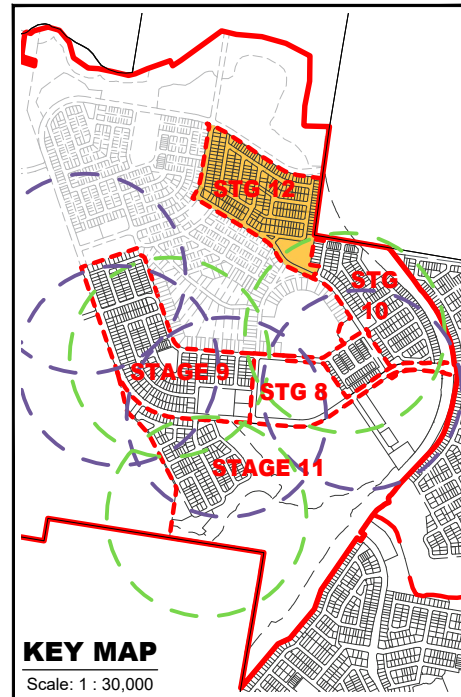 STG 12
STG
10
STAGE 9
STG 8
STAGE 11
KEY MAP
Scale: 1 : 30,000